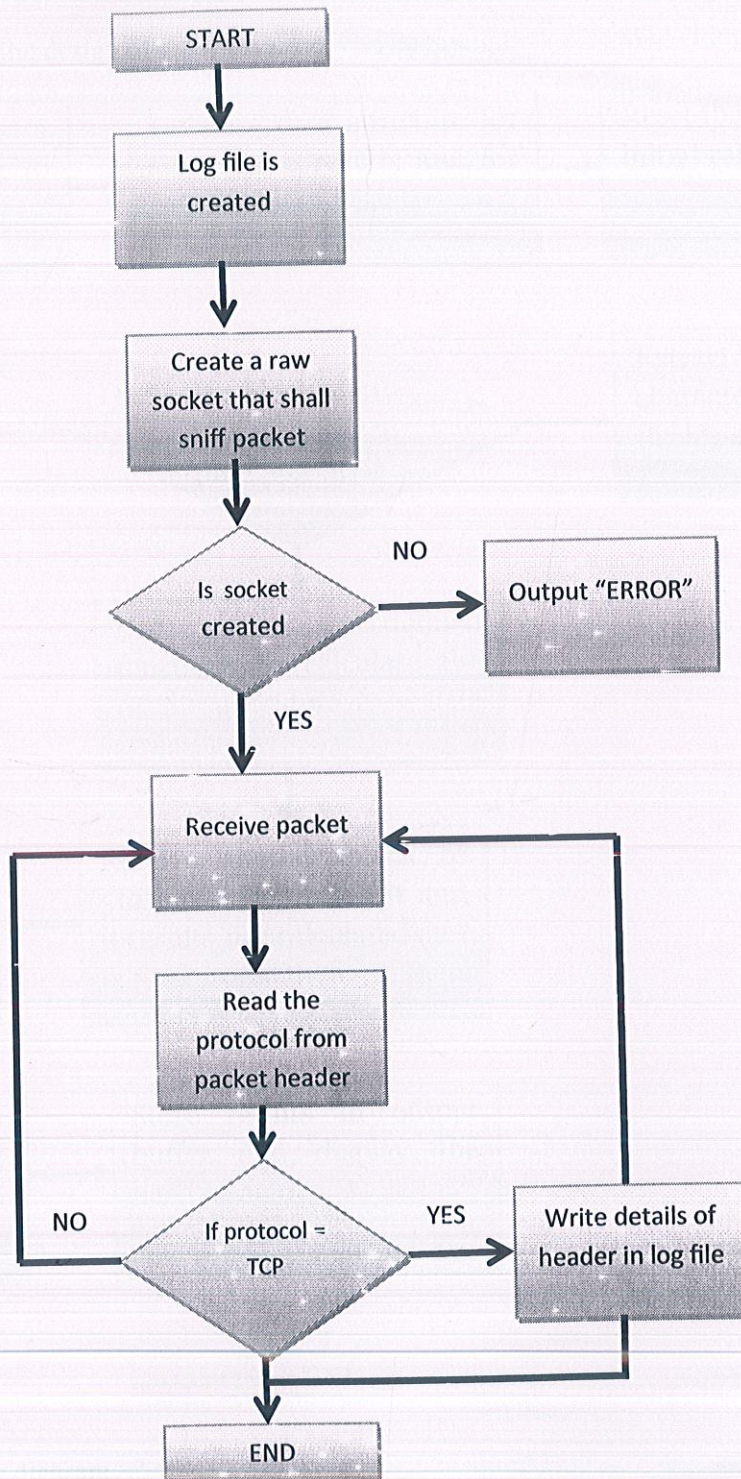 START
Log file is
created
Create a raw
socket that shall
sniff packet
Is socket
created
NO
Output “ERROR”
YES
Receive packet
Read the
protocol from
packet header
If protocol =
TCP
NO
YES
Write details of
header in log file
END